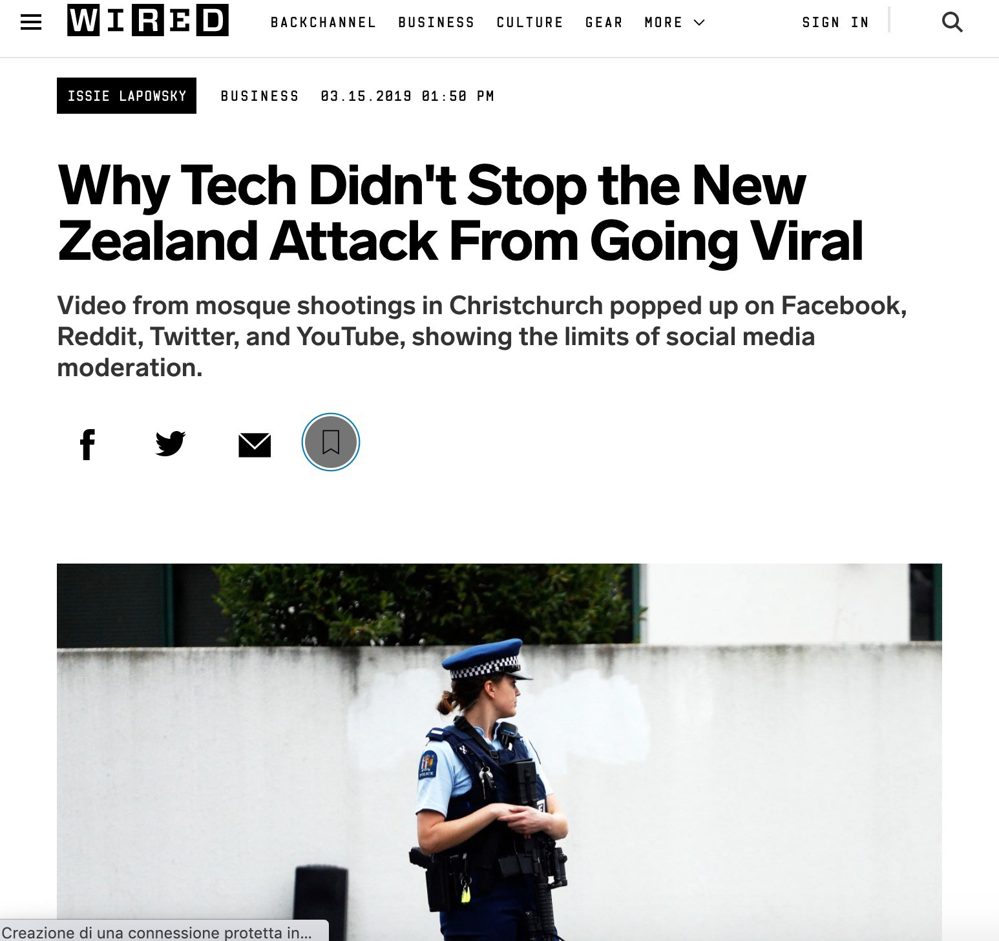 WIRED
BACKCHANNEL BUSINESS CULTURE GEAR MORE SIGN IN
ISSIE LAPOWSKY BUSINESS 03.15.2019 01:50 PM
Why Tech Didn't Stop the New
Zealand Attack From Going Viral
Video from mosque shootings in Christchurch popped up on Facebook,
Reddit, Twitter, and YouTube, showing the limits of social media
moderation.
POLICE
Creazione di una connessione protetta in...